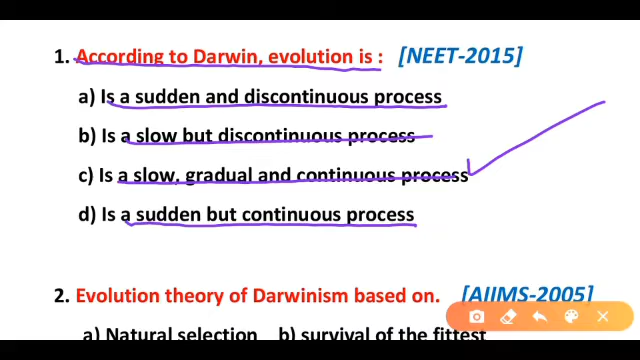 1. According to Darwin, evolution is : [NEET-2015]
a) Is a sudden and discontinuous process
b) Is a slow but discontinuous process
c) Is a slow, gradual and continuous process
d) Is a sudden but continuous process
2. Evolution theory of Darwinism based on. [AIIMS-2005]
a) Natural selection b) survival of the fittest